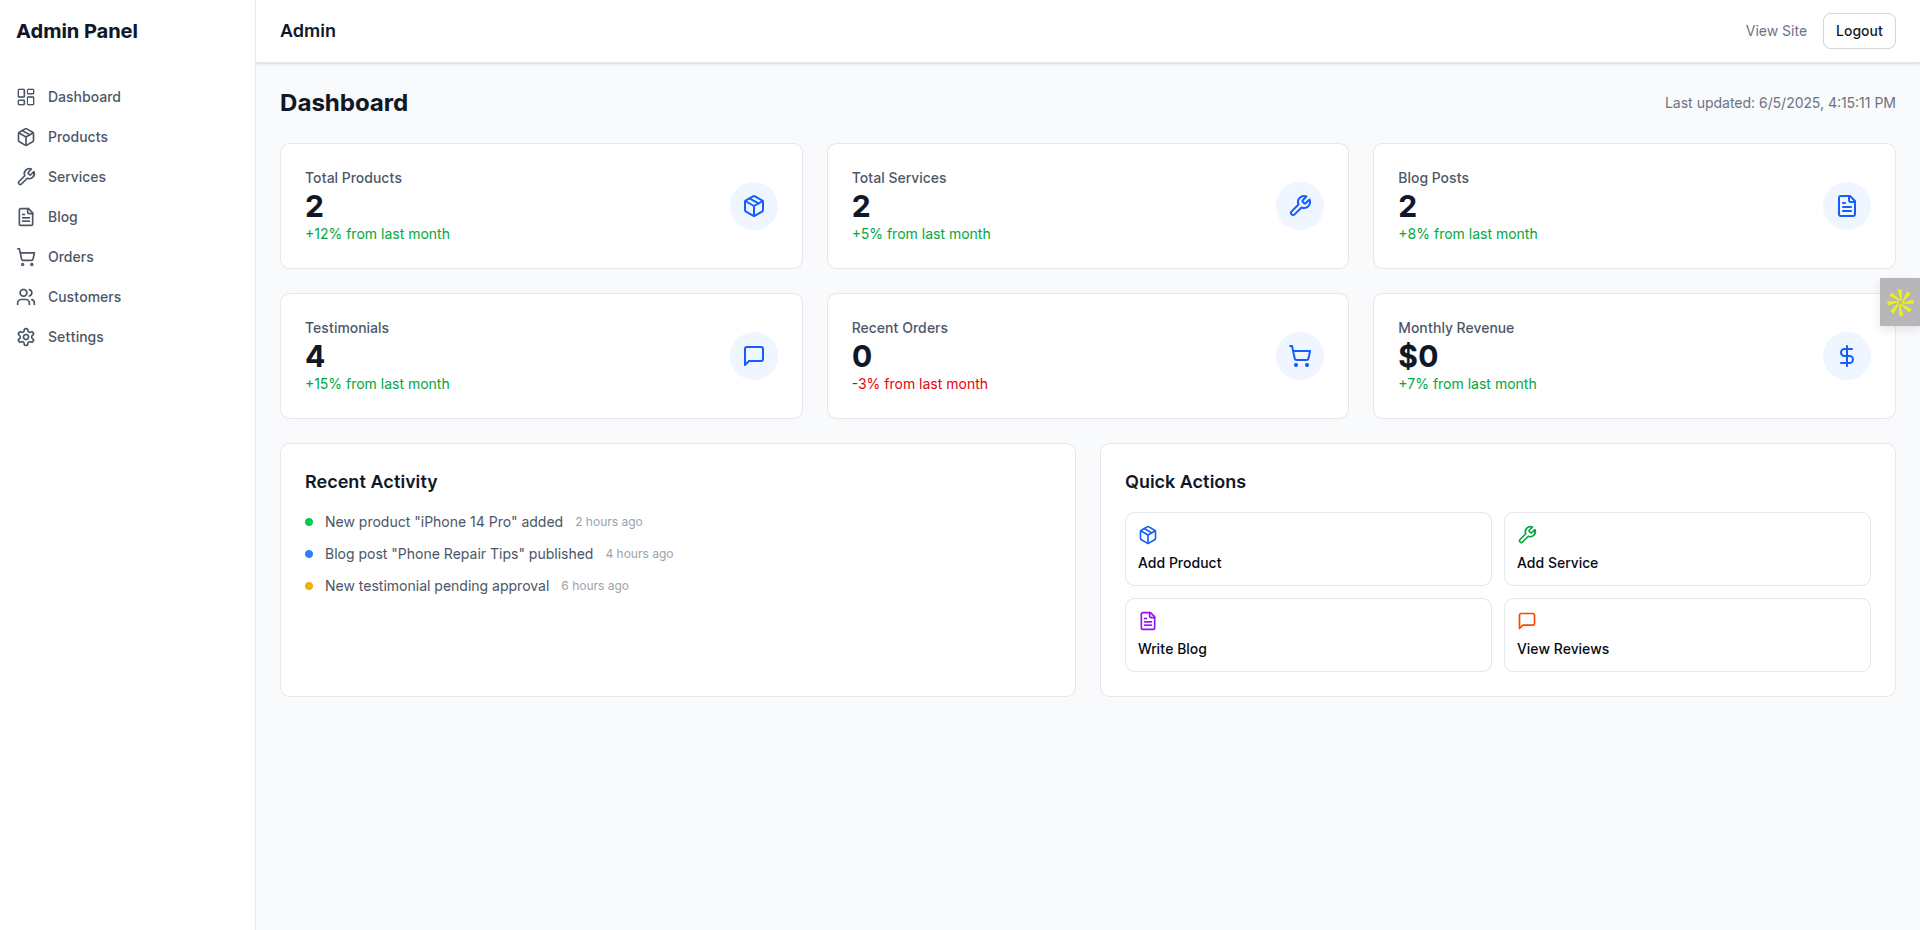 Admin Panel
Admin
View Site
Logout
Dashboard
Products
Services
Blog
Orders
Customers
Settings
Dashboard
Last updated: 6/5/2025, 4:15:11 PM
Total Products
2
+12% from last month
Total Services
2
+5% from last month
Blog Posts
2
+8% from last month
Testimonials
4
+15% from last month
Recent Orders
0
-3% from last month
Monthly Revenue
$0
+7% from last month
Recent Activity
New product "iPhone 14 Pro" added 2 hours ago
Blog post "Phone Repair Tips" published 4 hours ago
New testimonial pending approval 6 hours ago
Quick Actions
Add Product
Add Service
Write Blog
View Reviews